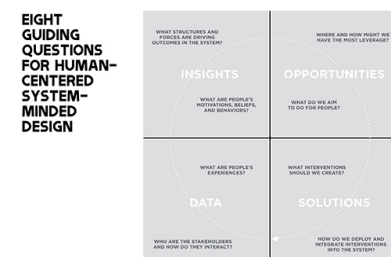 EIGHT
GUIDING
QUESTIONS
FOR HUMAN-
CENTERED
SYSTEM-
MINDED
DESIGN
WHAT STRUCTURES AND
FORCES ARE DRIVING
OUTCOMES IN THE SYSTEM?
INSIGHTS
WHAT ARE PEOPLE'S
MOTIVATIONS, BELIEFS,
AND BEHAVIORS?
WHERE AND HOW MIGHT WE
HAVE THE MOST LEVERAGE?
OPPORTUNITIES
WHAT DO WE AIM
TO DO FOR PEOPLE?
WHAT ARE PEOPLE'S
EXPERIENCES?
DATA
WHO ARE THE STAKEHOLDERS
AND HOW DO THEY INTERACT?
WHAT INTERVENTIONS
SHOULD WE CREATE?
SOLUTIONS
HOW DO WE DEPLOY AND
INTEGRATE INTERVENTIONS
INTO THE SYSTEM?